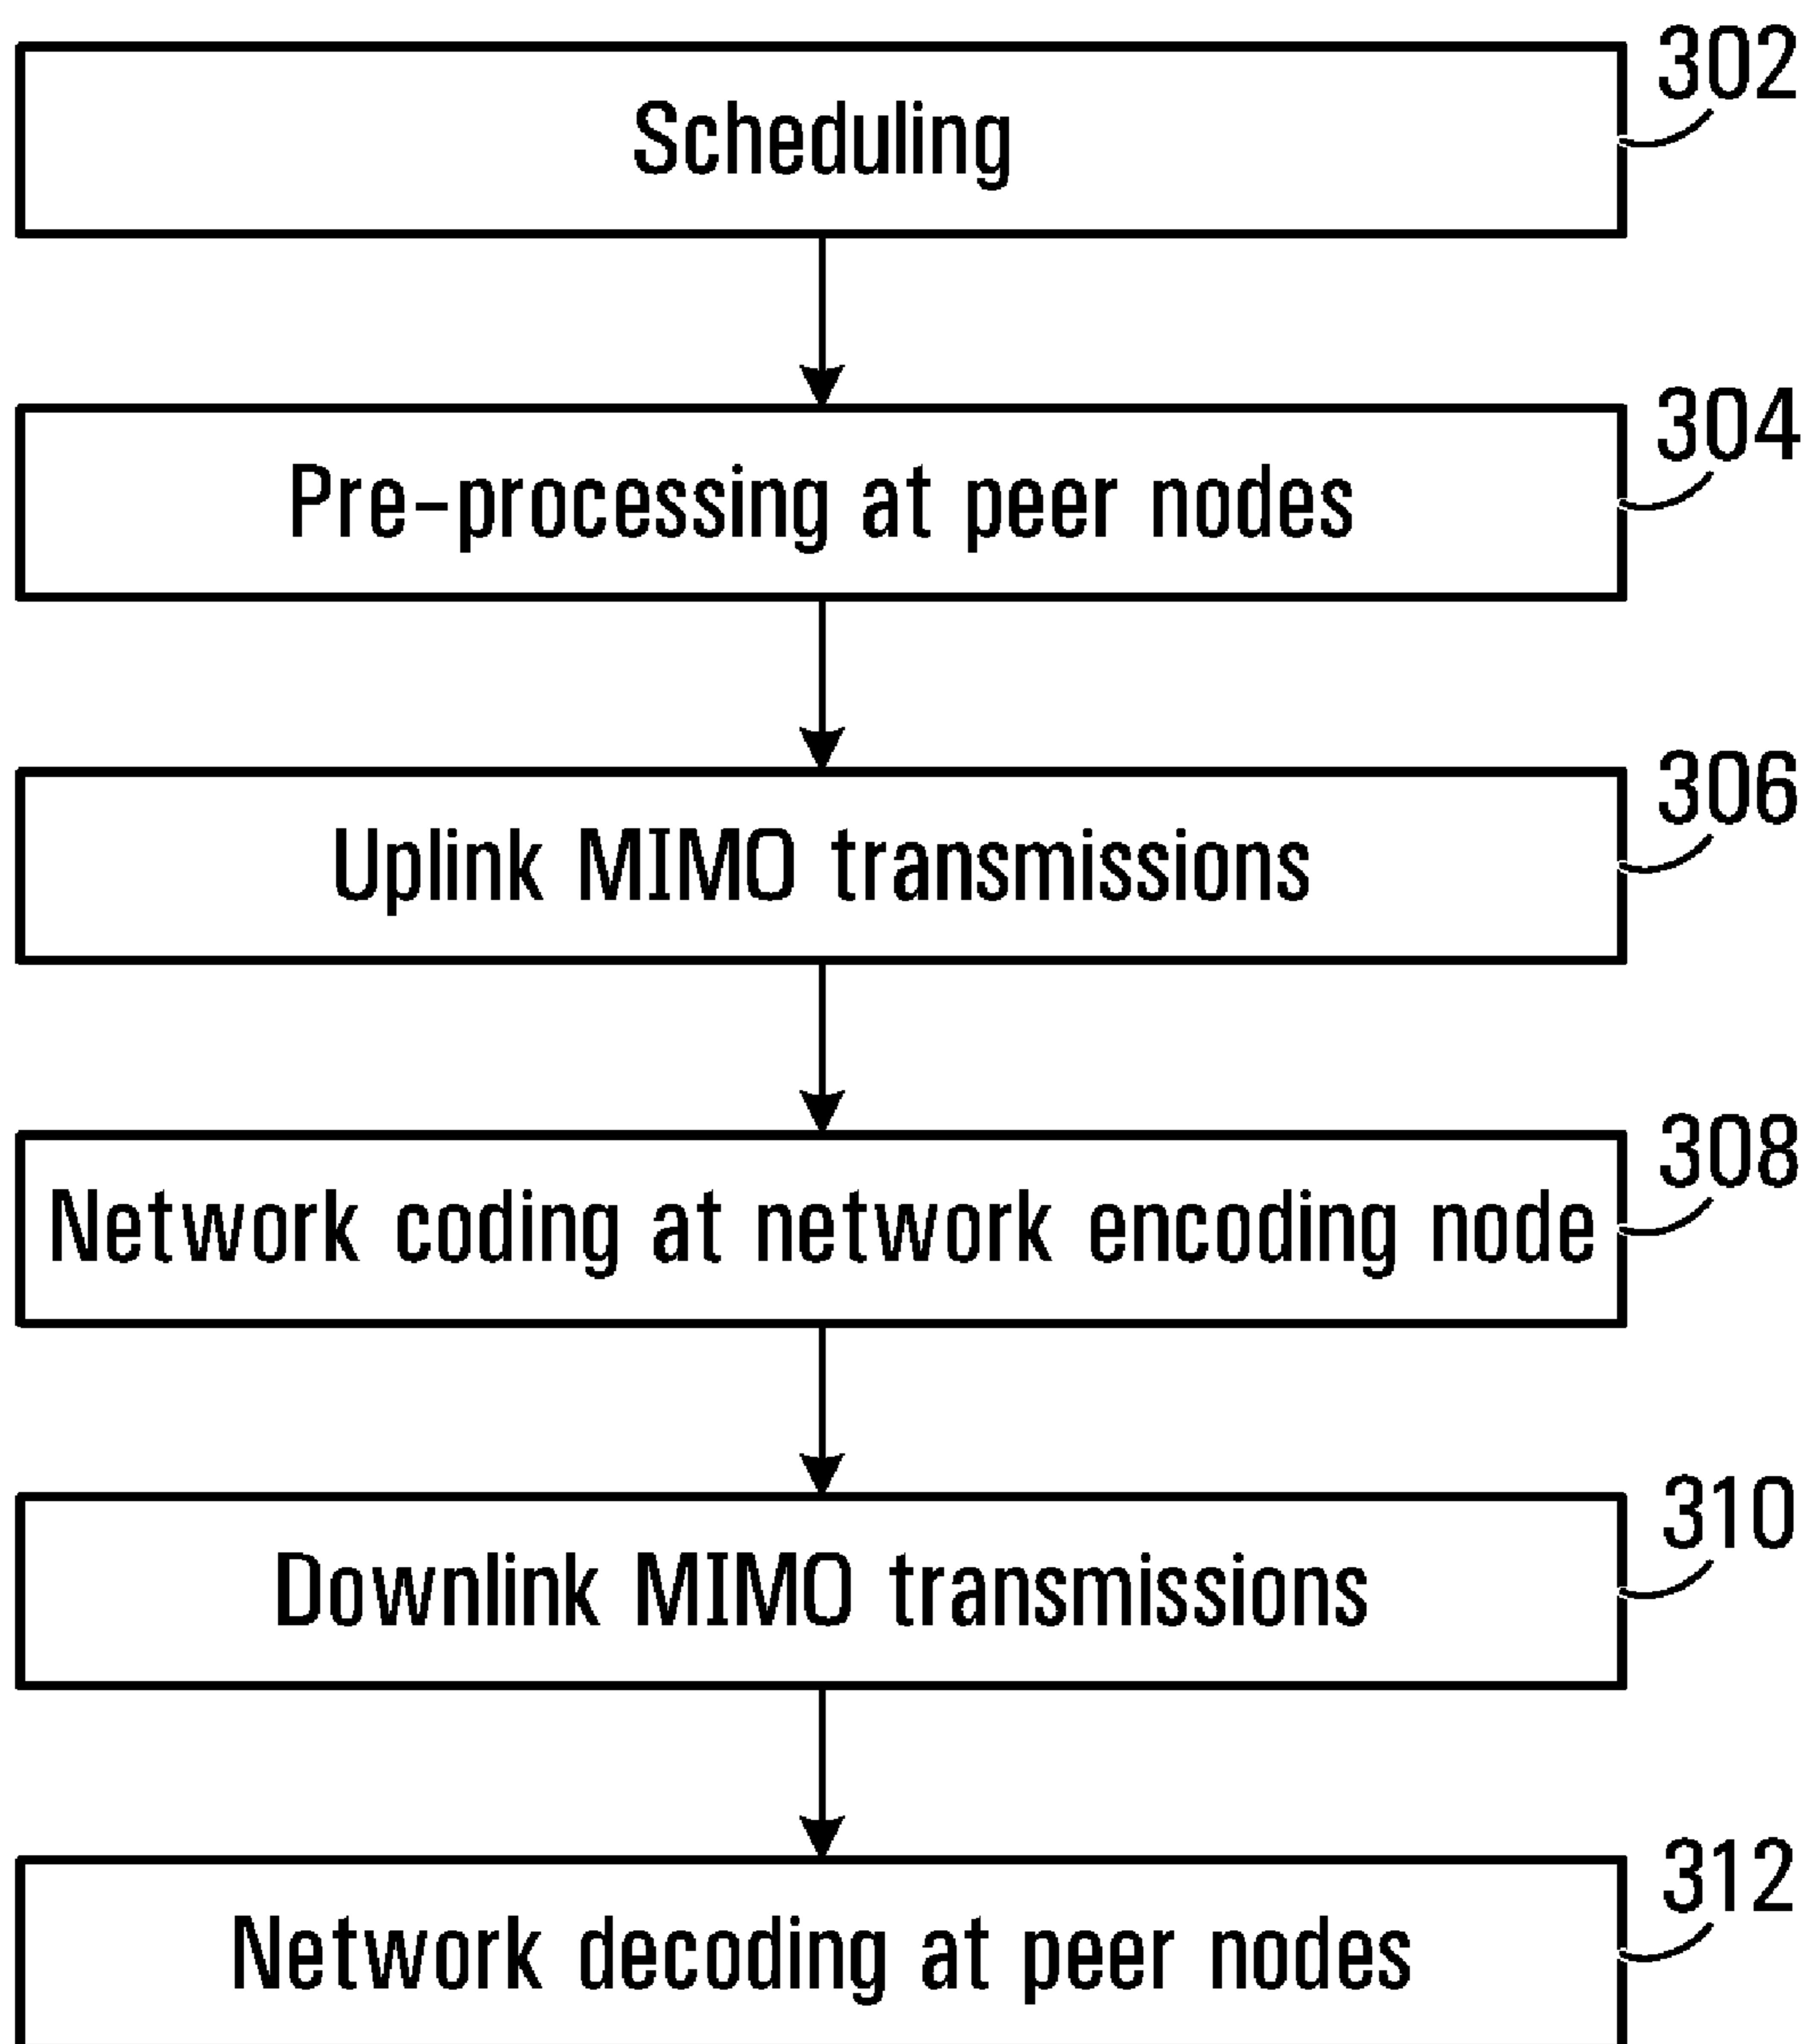 302
Scheduling
304
Pre-processing at peer nodes
306
Uplink MIMO transmissions
308
Network coding at network encoding node
310
Downlink MIMO transmissions
312
Network decoding at peer nodes